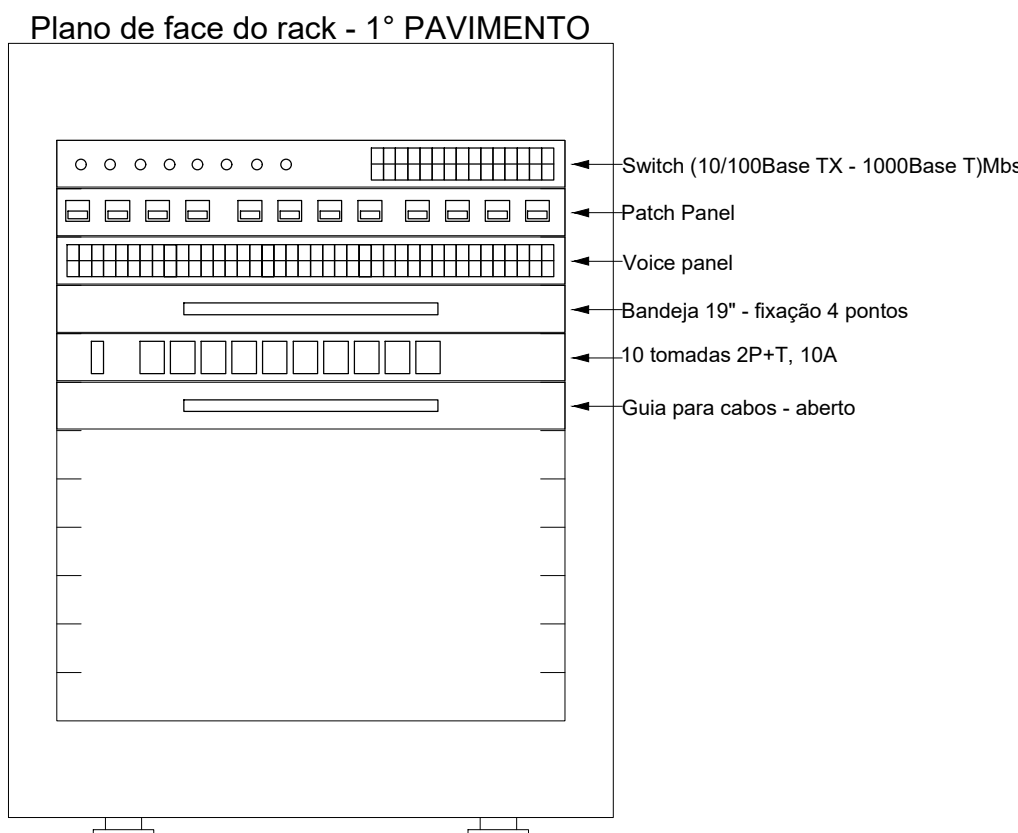 Plano de face do rack - 1° PAVIMENTO
Switch (10/100Base TX - 1000Base T)Mbs
Patch Panel
Voice panel
Bandeja 19" - fixação 4 pontos
10 tomadas 2P+T, 10A
Guia para cabos - aberto